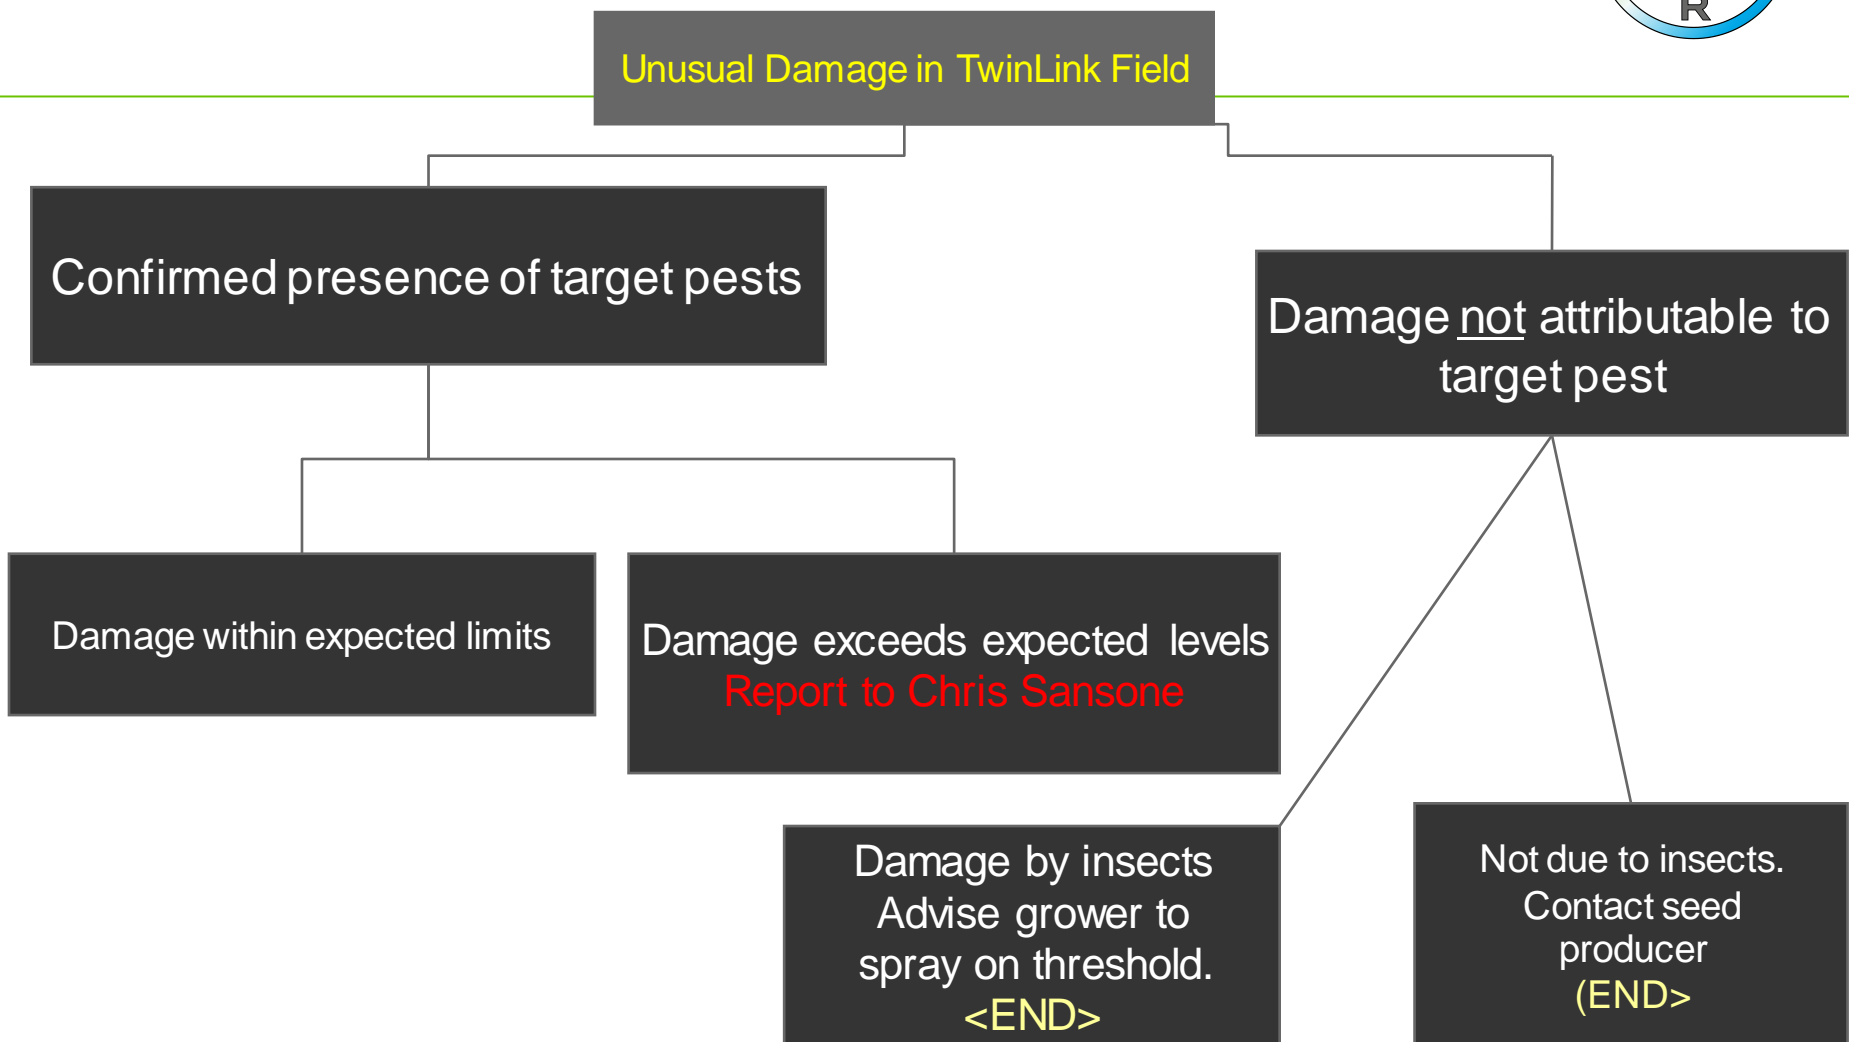 R
Unusual Damage in TwinLink Field
Confirmed presence of target pests
Damage not attributable to
target pest
Damage within expected limits
Damage exceeds expected levels
Report to Chris Sansone
Damage by insects
Advise grower to
spray on threshold.
<END>
Not due to insects.
Contact seed
producer
(END>